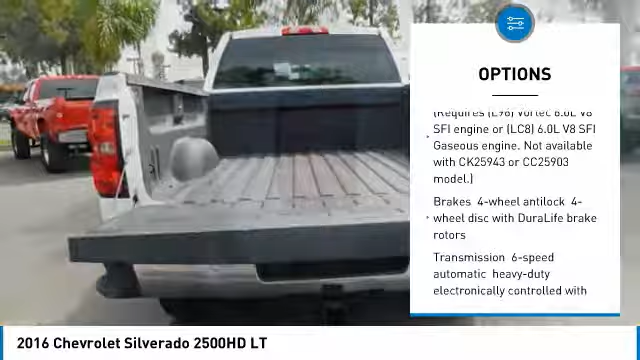 OPTIONS
(Requires (L96) Vortec 6.0L V8
SFI engine or (LC8) 6.0L V8 SFI
Gaseous engine. Not available
with CK25943 or CC25903
model.)
Brakes 4-wheel antilock 4-
wheel disc with DuraLife brake
rotors
Transmission 6-speed
automatic heavy-duty
electronically controlled with
2016 Chevrolet Silverado 2500HD LT